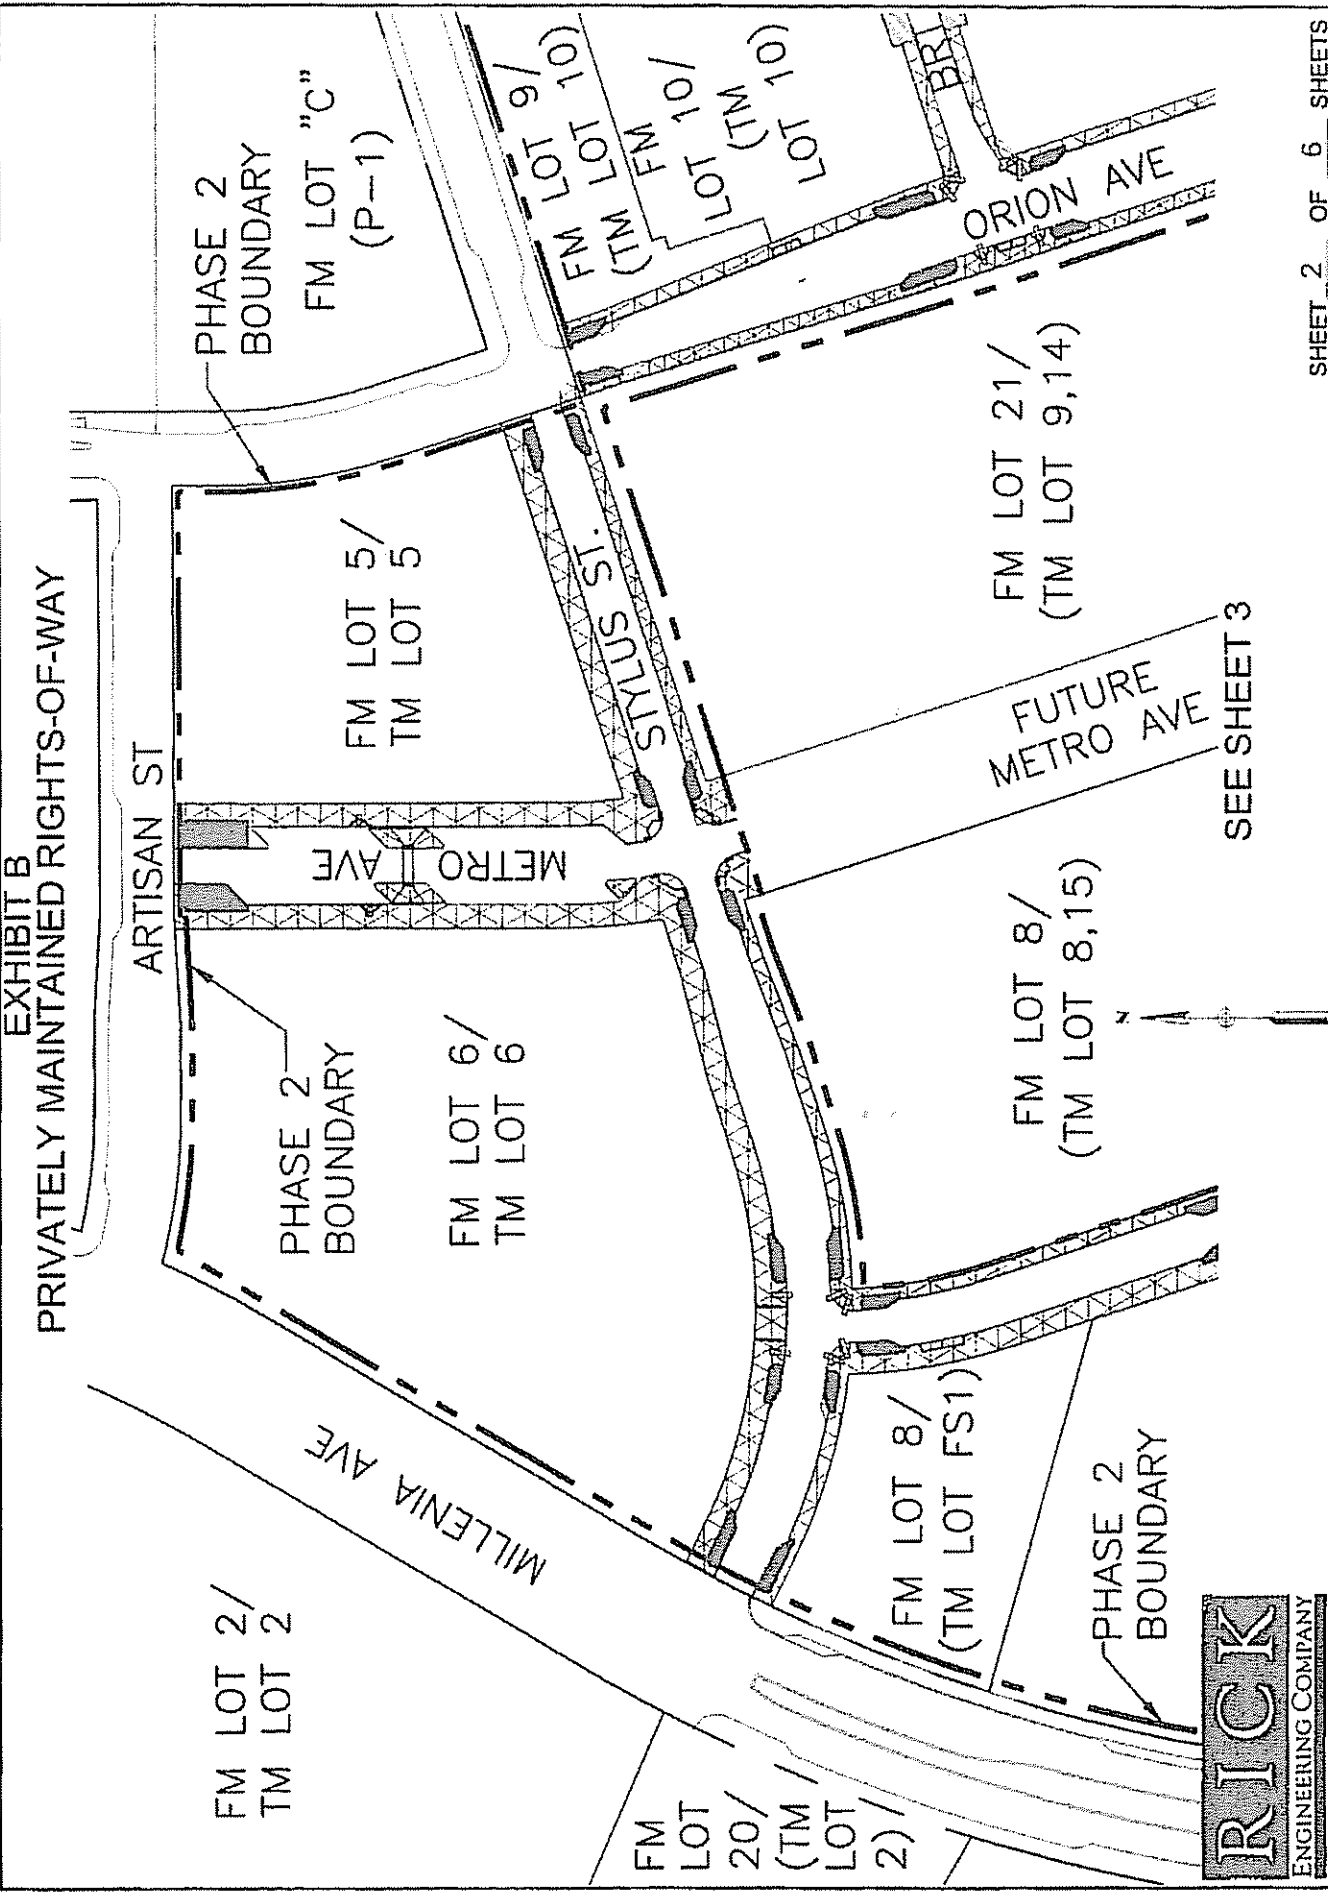 EXHIBIT B
PRIVATELY MAINTAINED RIGHTS-OF-WAY
FM LOT 2/
TM LOT 2
MILLENIA AVE
FM
LOT
20/
(TM
LOT
2)
ARTISAN ST
PHASE 2
BOUNDARY
FM LOT 6/
TM LOT 6
METRO AVE
FM LOT 5/
TM LOT 5
PHASE 2
BOUNDARY
FM LOT "C"
(P-1)
STYLUS ST.
FM LOT 9/
(TM LOT 10)
FM
LOT 10/
(TM
LOT 10)
BRI
ORION AVE
FM LOT 8/
(TM LOT FS1)
PHASE 2
BOUNDARY
FM LOT 8/
(TM LOT 8,15)
N
FUTURE
METRO AVE
FM LOT 21/
(TM LOT 9,14)
SEE SHEET 3
RICK
ENGINEERING COMPANY
SHEET 2 OF 6 SHEETS